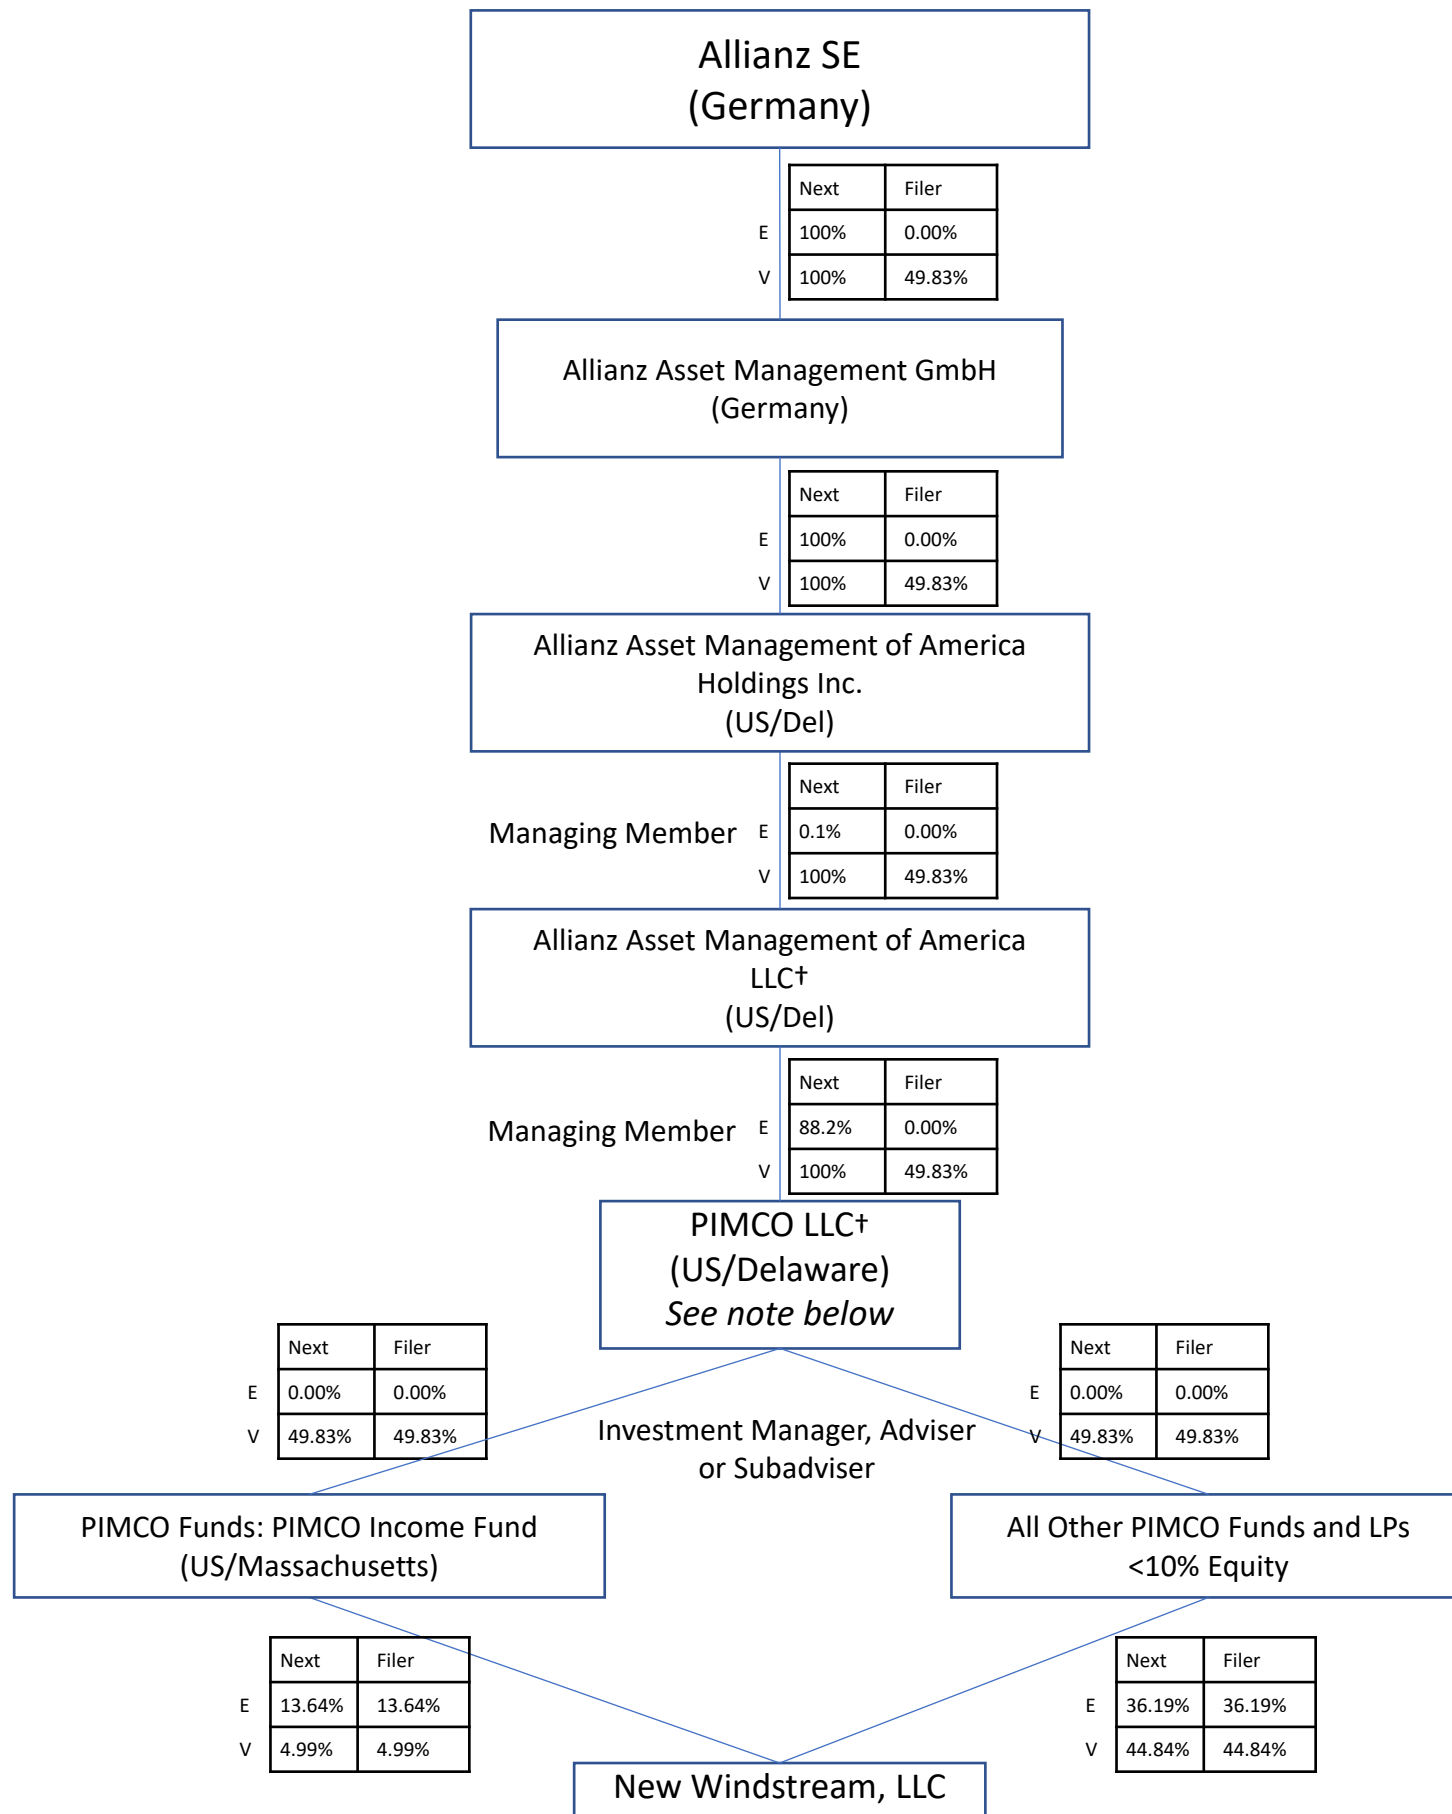 Allianz SE
(Germany)
Next Filer
E 100% 0.00%
V 100% 49.83%
Allianz Asset Management GmbH
(Germany)
Next Filer
E 100% 0.00%
V 100% 49.83%
Allianz Asset Management of America
Holdings Inc.
(US/Del)
Next Filer
Managing Member E 0.1% 0.00%
V 100% 49.83%
Allianz Asset Management of America
LLC†
(US/Del)
Next Filer
Managing Member E 88.2% 0.00%
V 100% 49.83%
PIMCO LLC†
(US/Delaware)
See note below
Next Filer
E 0.00% 0.00%
V 49.83% 49.83%
Investment Manager, Adviser
or Subadviser
Next Filer
E 0.00% 0.00%
V 49.83% 49.83%
PIMCO Funds: PIMCO Income Fund
(US/Massachusetts)
All Other PIMCO Funds and LPs
<10% Equity
Next Filer
E 13.64% 13.64%
V 4.99% 4.99%
Next Filer
E 36.19% 36.19%
V 44.84% 44.84%
New Windstream, LLC